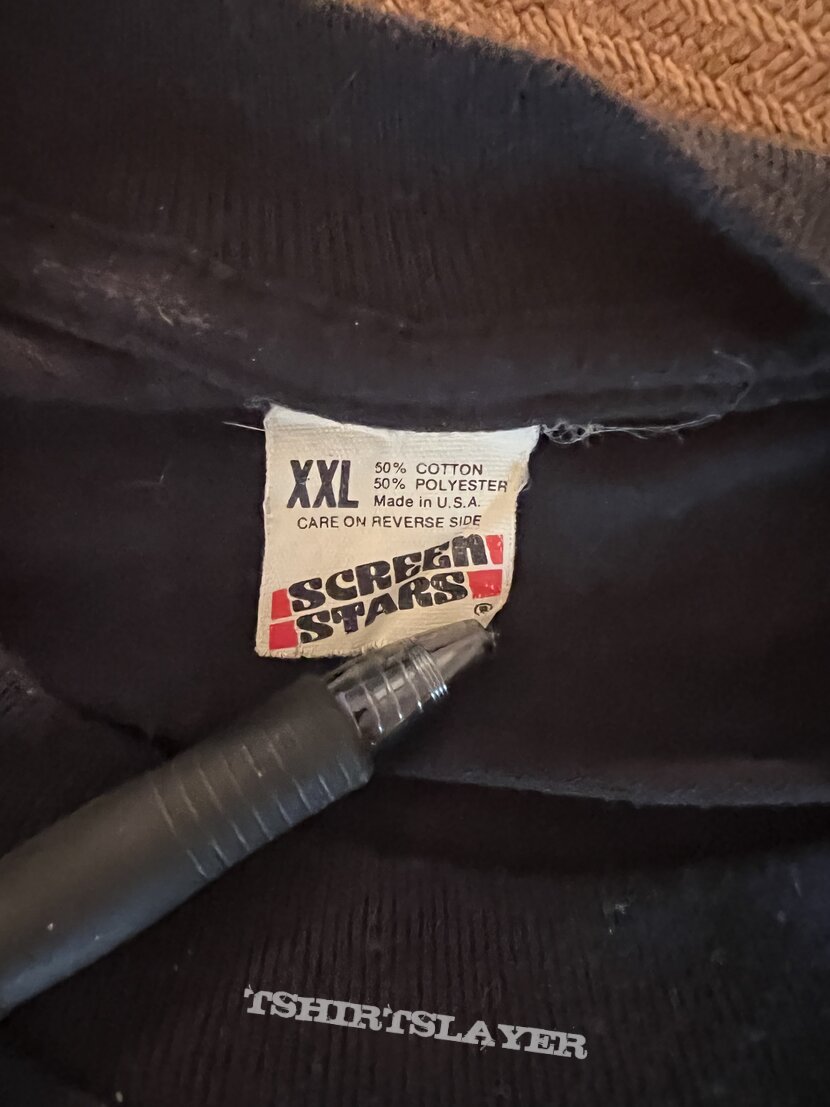 XXL
50% COTTON
50% POLYESTER
Made in U.S.A.
CARE ON REVERSE SIDE
SCREEN
STARS ®
TSHIRTSLAYER